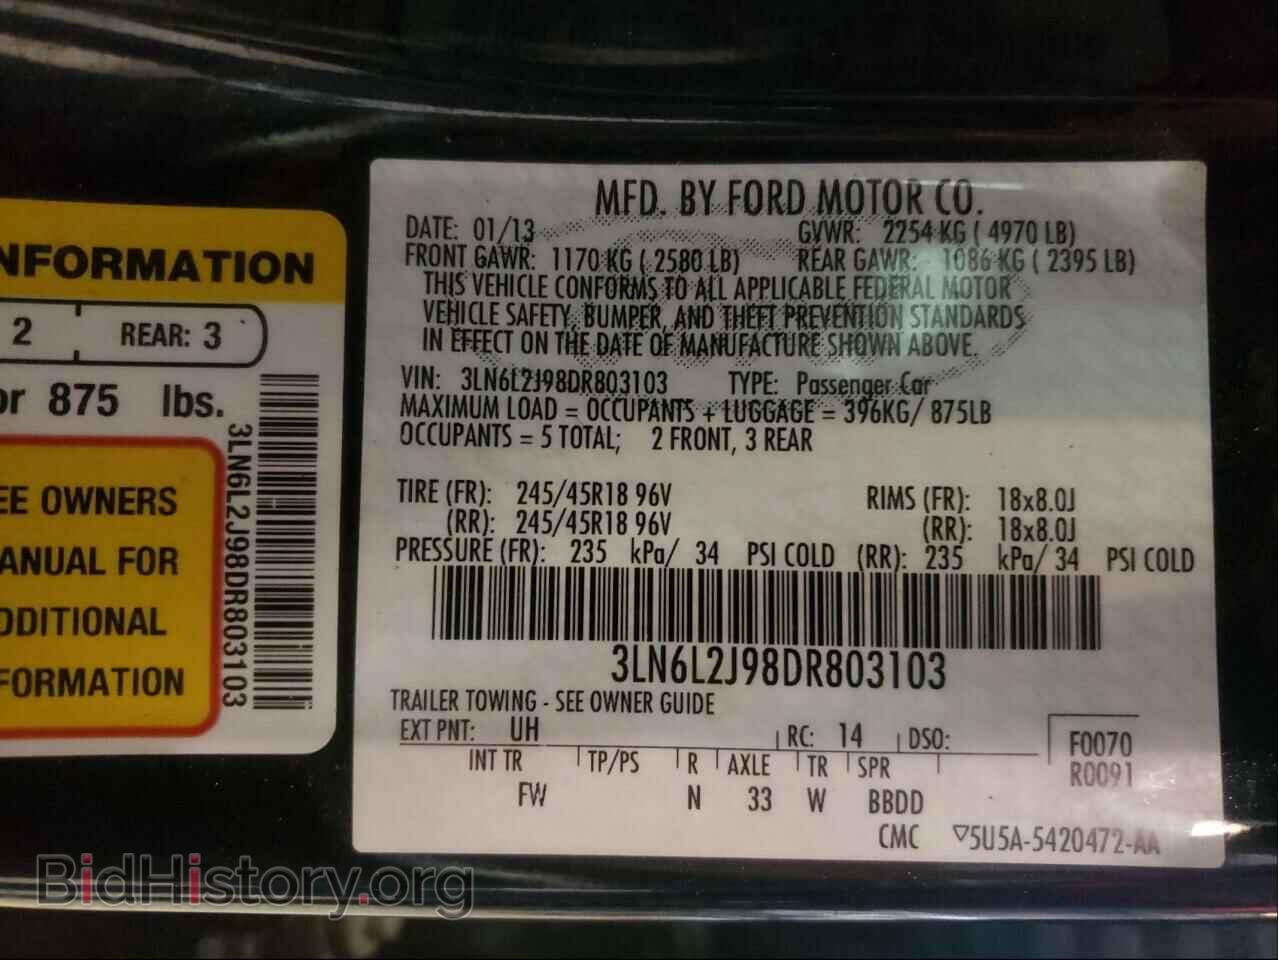 NFORMATION
2 REAR: 3
or 875 lbs.
EE OWNERS
ANUAL FOR
DDITIONAL
FORMATION
3LN6L2J98DR803103
MFD. BY FORD MOTOR CO.
DATE: 01/13 GVWR: 2254 KG ( 4970 LB)
FRONT GAWR: 1170 KG ( 2580 LB) REAR GAWR: 1086 KG ( 2395 LB)
THIS VEHICLE CONFORMS TO ALL APPLICABLE FEDERAL MOTOR
VEHICLE SAFETY, BUMPER, AND THEFT PREVENTION STANDARDS
IN EFFECT ON THE DATE OF MANUFACTURE SHOWN ABOVE.
VIN: 3LN6L2J98DR803103 TYPE: Passenger Car
MAXIMUM LOAD = OCCUPANTS + LUGGAGE = 396KG/ 875LB
OCCUPANTS = 5 TOTAL; 2 FRONT, 3 REAR
TIRE (FR): 245/45R18 96V RIMS (FR): 18x8.0J
(RR): 245/45R18 96V (RR): 18x8.0J
PRESSURE (FR): 235 kPa/ 34 PSI COLD (RR): 235 kPa/ 34 PSI COLD
3LN6L2J98DR803103
TRAILER TOWING - SEE OWNER GUIDE
EXT PNT: UH RC: 14 DSO:
F0070
R0091
INT TR TP/PS R AXLE TR SPR
FW N 33 W BBDD
CMC ▽5U5A-5420472-AA
BidHistory.org